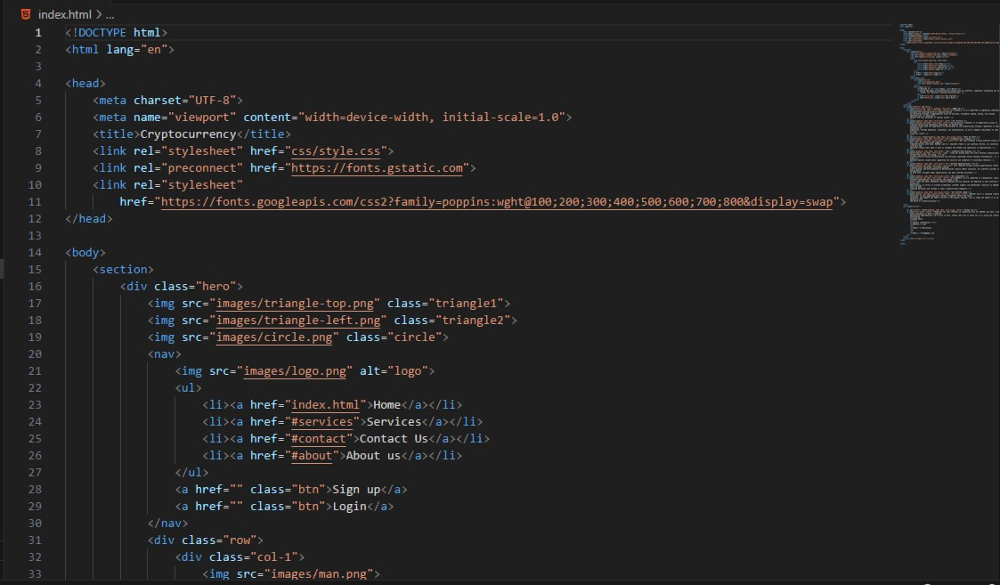 index.html > ...
1 <!DOCTYPE html>
2 <html lang="en">
3
4 <head>
5 <meta charset="UTF-8">
6 <meta name="viewport" content="width=device-width, initial-scale=1.0">
7 <title>Cryptocurrency</title>
8 <link rel="stylesheet" href="css/style.css">
9 <link rel="preconnect" href="https://fonts.gstatic.com">
10 <link rel="stylesheet"
11 href="https://fonts.googleapis.com/css2?family=poppins:wght@100;200;300;400;500;600;700;800&display=swap">
12 </head>
13
14 <body>
15 <section>
16 <div class="hero">
17 <img src="images/triangle-top.png" class="triangle1">
18 <img src="images/triangle-left.png" class="triangle2">
19 <img src="images/circle.png" class="circle">
20 <nav>
21 <img src="images/logo.png" alt="logo">
22 <ul>
23 <li><a href="index.html">Home</a></li>
24 <li><a href="#services">Services</a></li>
25 <li><a href="#contact">Contact Us</a></li>
26 <li><a href="#about">About us</a></li>
27 </ul>
28 <a href="" class="btn">Sign up</a>
29 <a href="" class="btn">Login</a>
30 </nav>
31 <div class="row">
32 <div class="col-1">
33 <img src="images/man.png">